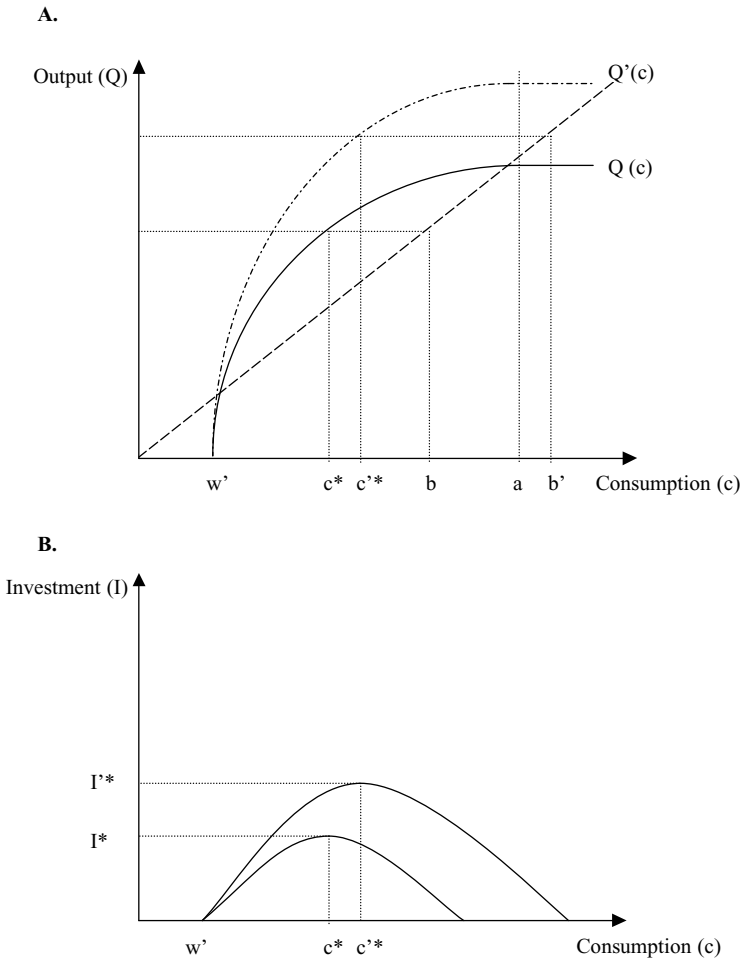 A.
Output (Q)
Q’(c)
Q (c)
w’ c* c’* b a b’ Consumption (c)
B.
Investment (I)
I’*
I*
w’ c* c’* Consumption (c)